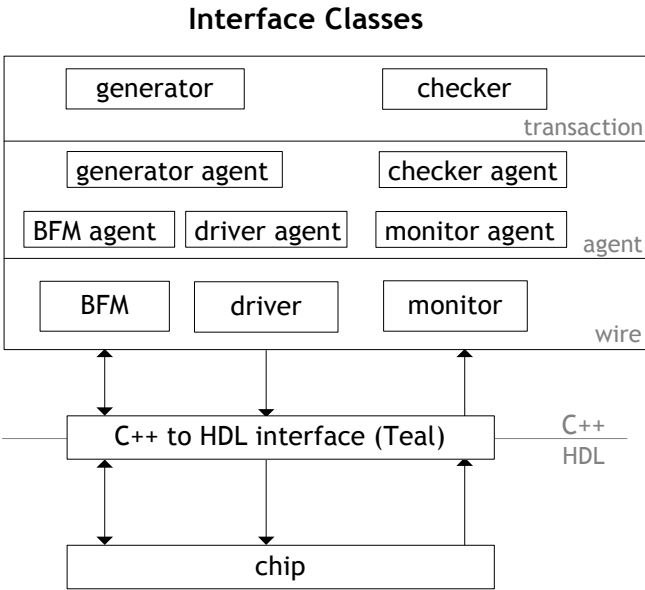 Interface Classes
generator
checker
transaction
generator agent
checker agent
BFM agent
driver agent
monitor agent
agent
BFM
driver
monitor
wire
C++ to HDL interface (Teal)
C++
HDL
chip